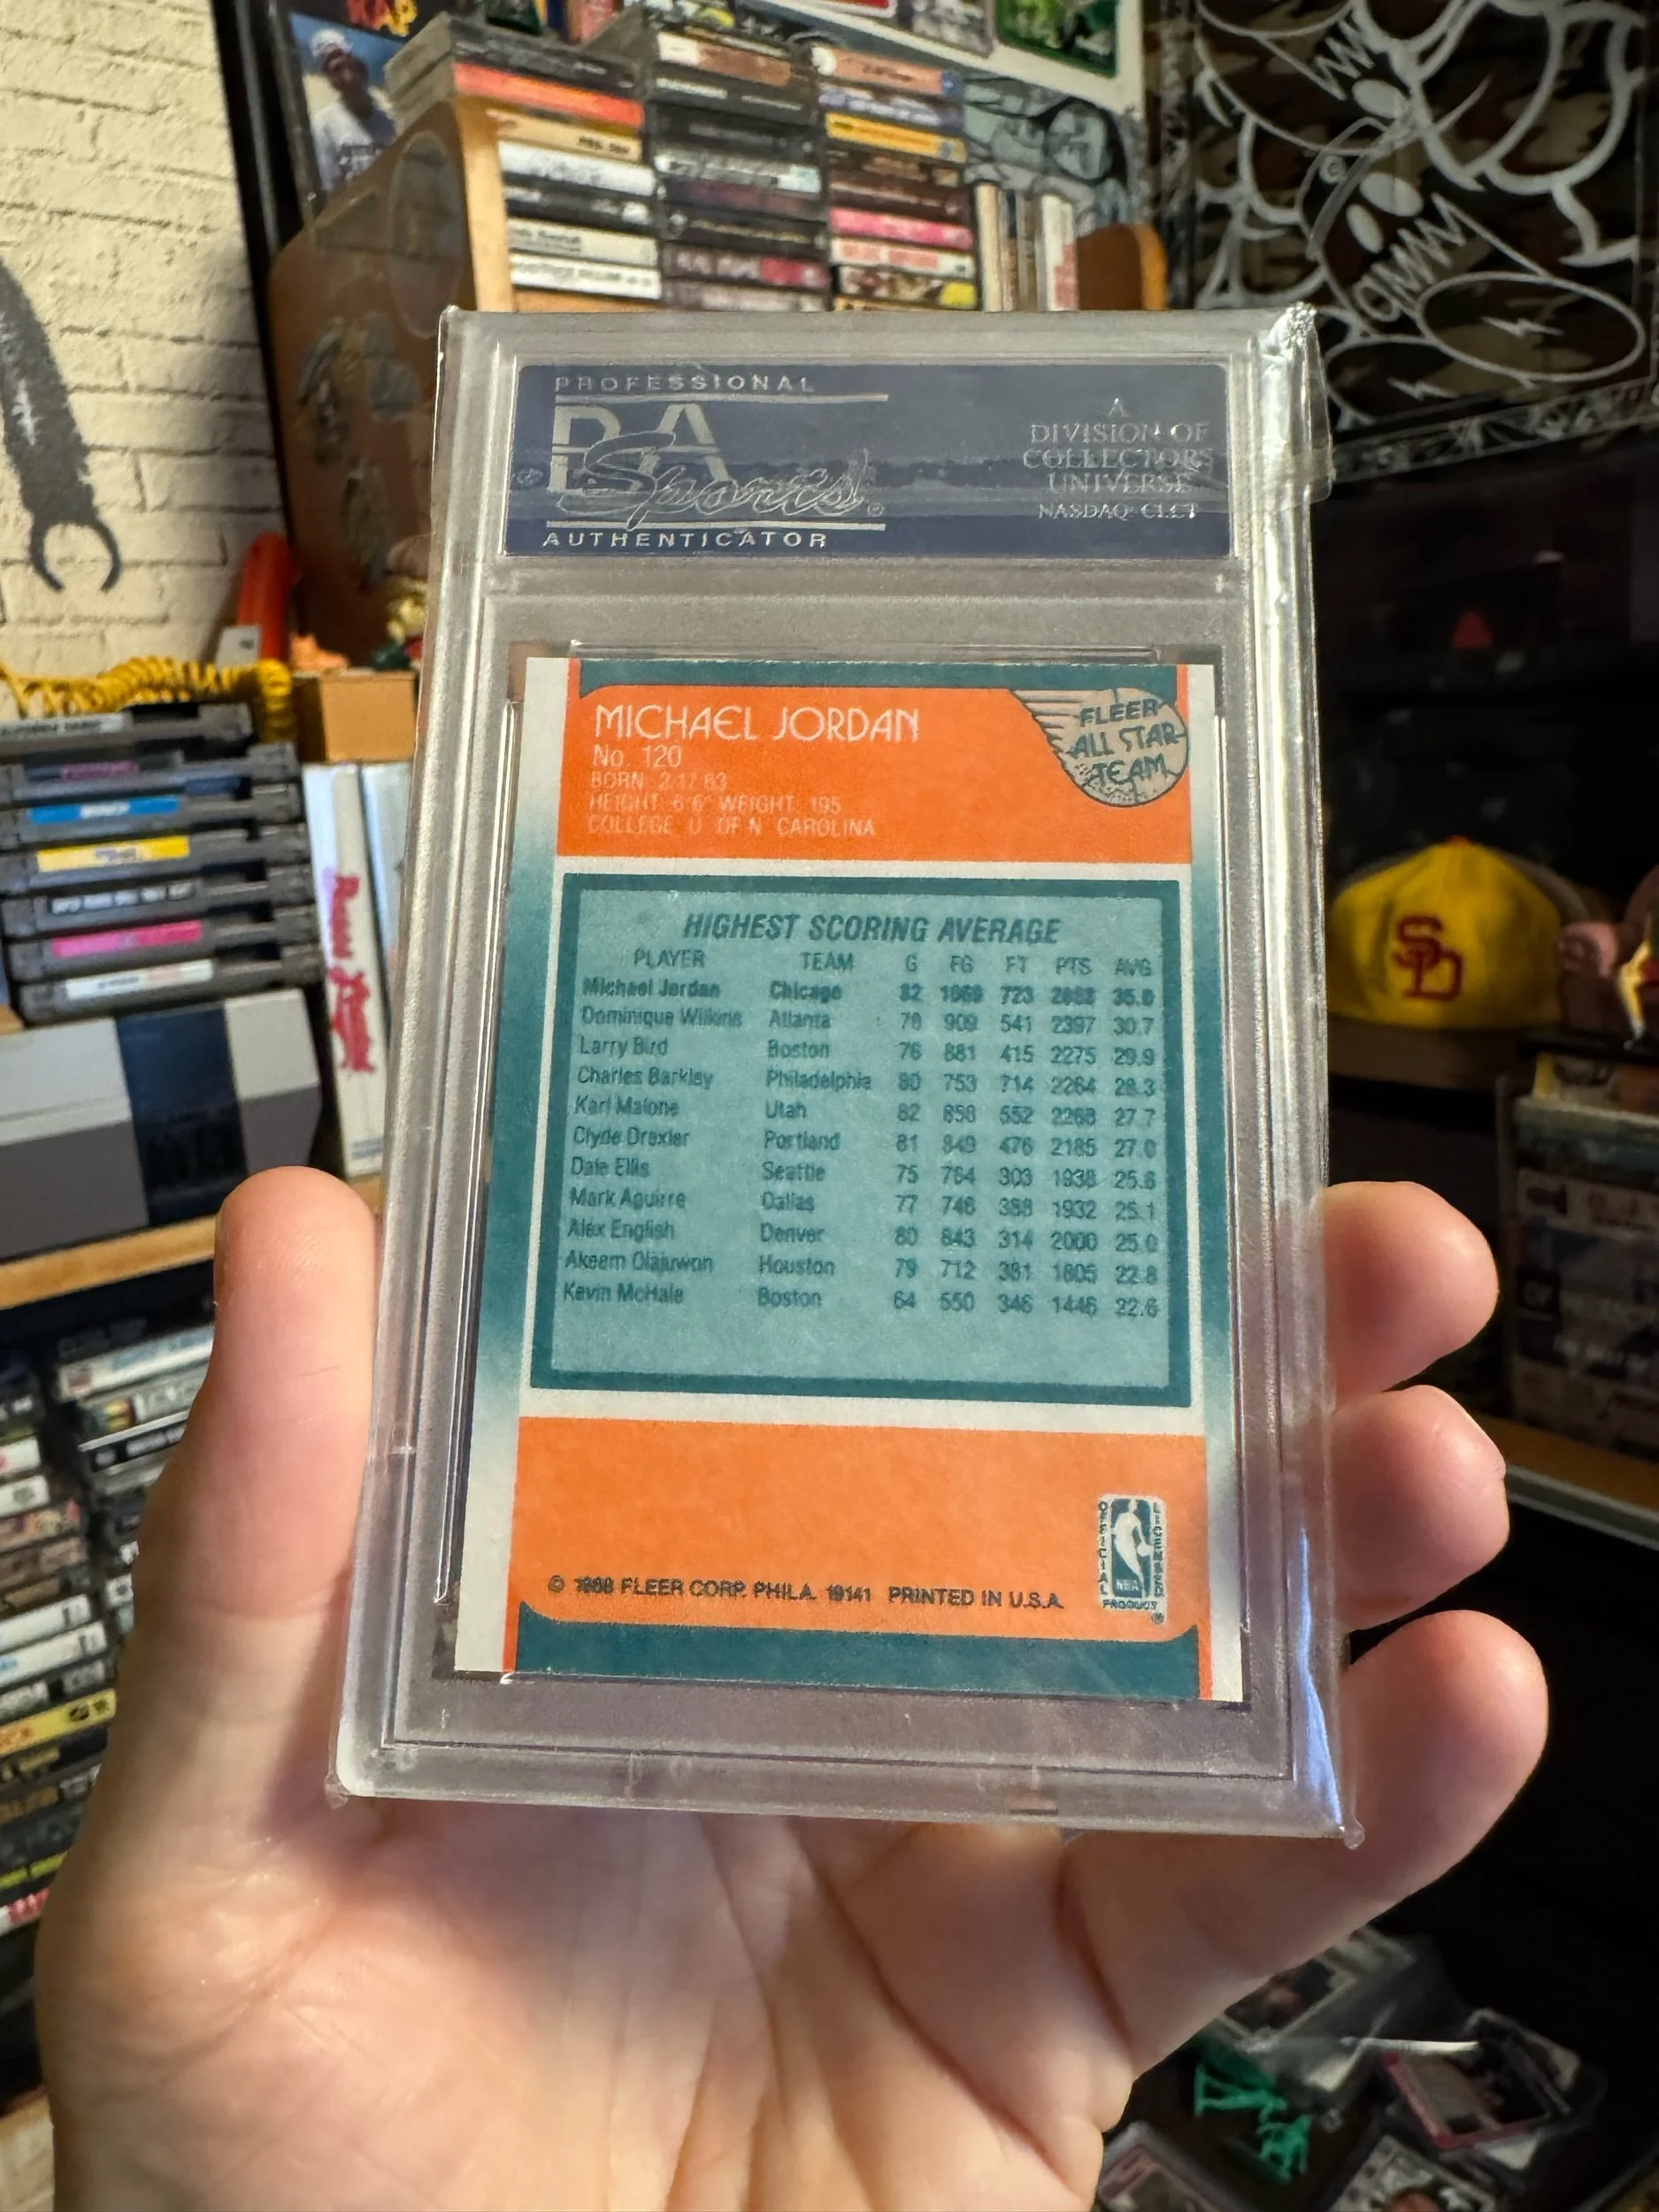 PROFESSIONAL
PSA
Sports®
AUTHENTICATOR
A
DIVISION OF
COLLECTORS
UNIVERSE
NASDAQ: CLCT
MICHAEL JORDAN
No. 120
BORN: 2-17-63
HEIGHT: 6'6" WEIGHT: 195
COLLEGE: U. OF N. CAROLINA
FLEER
ALL STAR
TEAM
HIGHEST SCORING AVERAGE
PLAYER TEAM G FG FT PTS AVG.
Michael Jordan Chicago 82 1069 723 2868 35.0
Dominique Wilkins Atlanta 78 909 541 2397 30.7
Larry Bird Boston 76 881 415 2275 29.9
Charles Barkley Philadelphia 80 753 714 2264 28.3
Karl Malone Utah 82 858 552 2268 27.7
Clyde Drexler Portland 81 849 476 2185 27.0
Dale Ellis Seattle 75 764 303 1938 25.8
Mark Aguirre Dallas 77 746 388 1932 25.1
Alex English Denver 80 843 314 2000 25.0
Akeem Olajuwon Houston 79 712 381 1805 22.8
Kevin McHale Boston 64 550 346 1446 22.6
© 1988 FLEER CORP. PHILA. 19141 PRINTED IN U.S.A.
OFFICIAL
LICENSED
NBA
PRODUCT
®
SD